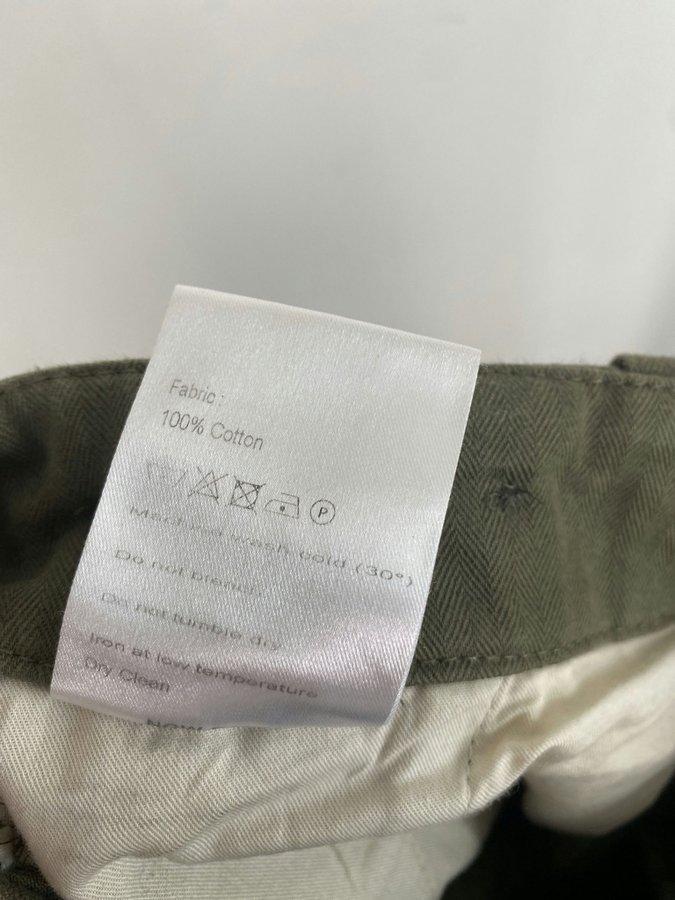 Fabric :
100% Cotton
P
Machined wash cold (30°)
Do not bleach
Do not tumble dry
Iron at low temperature
Dry Clean